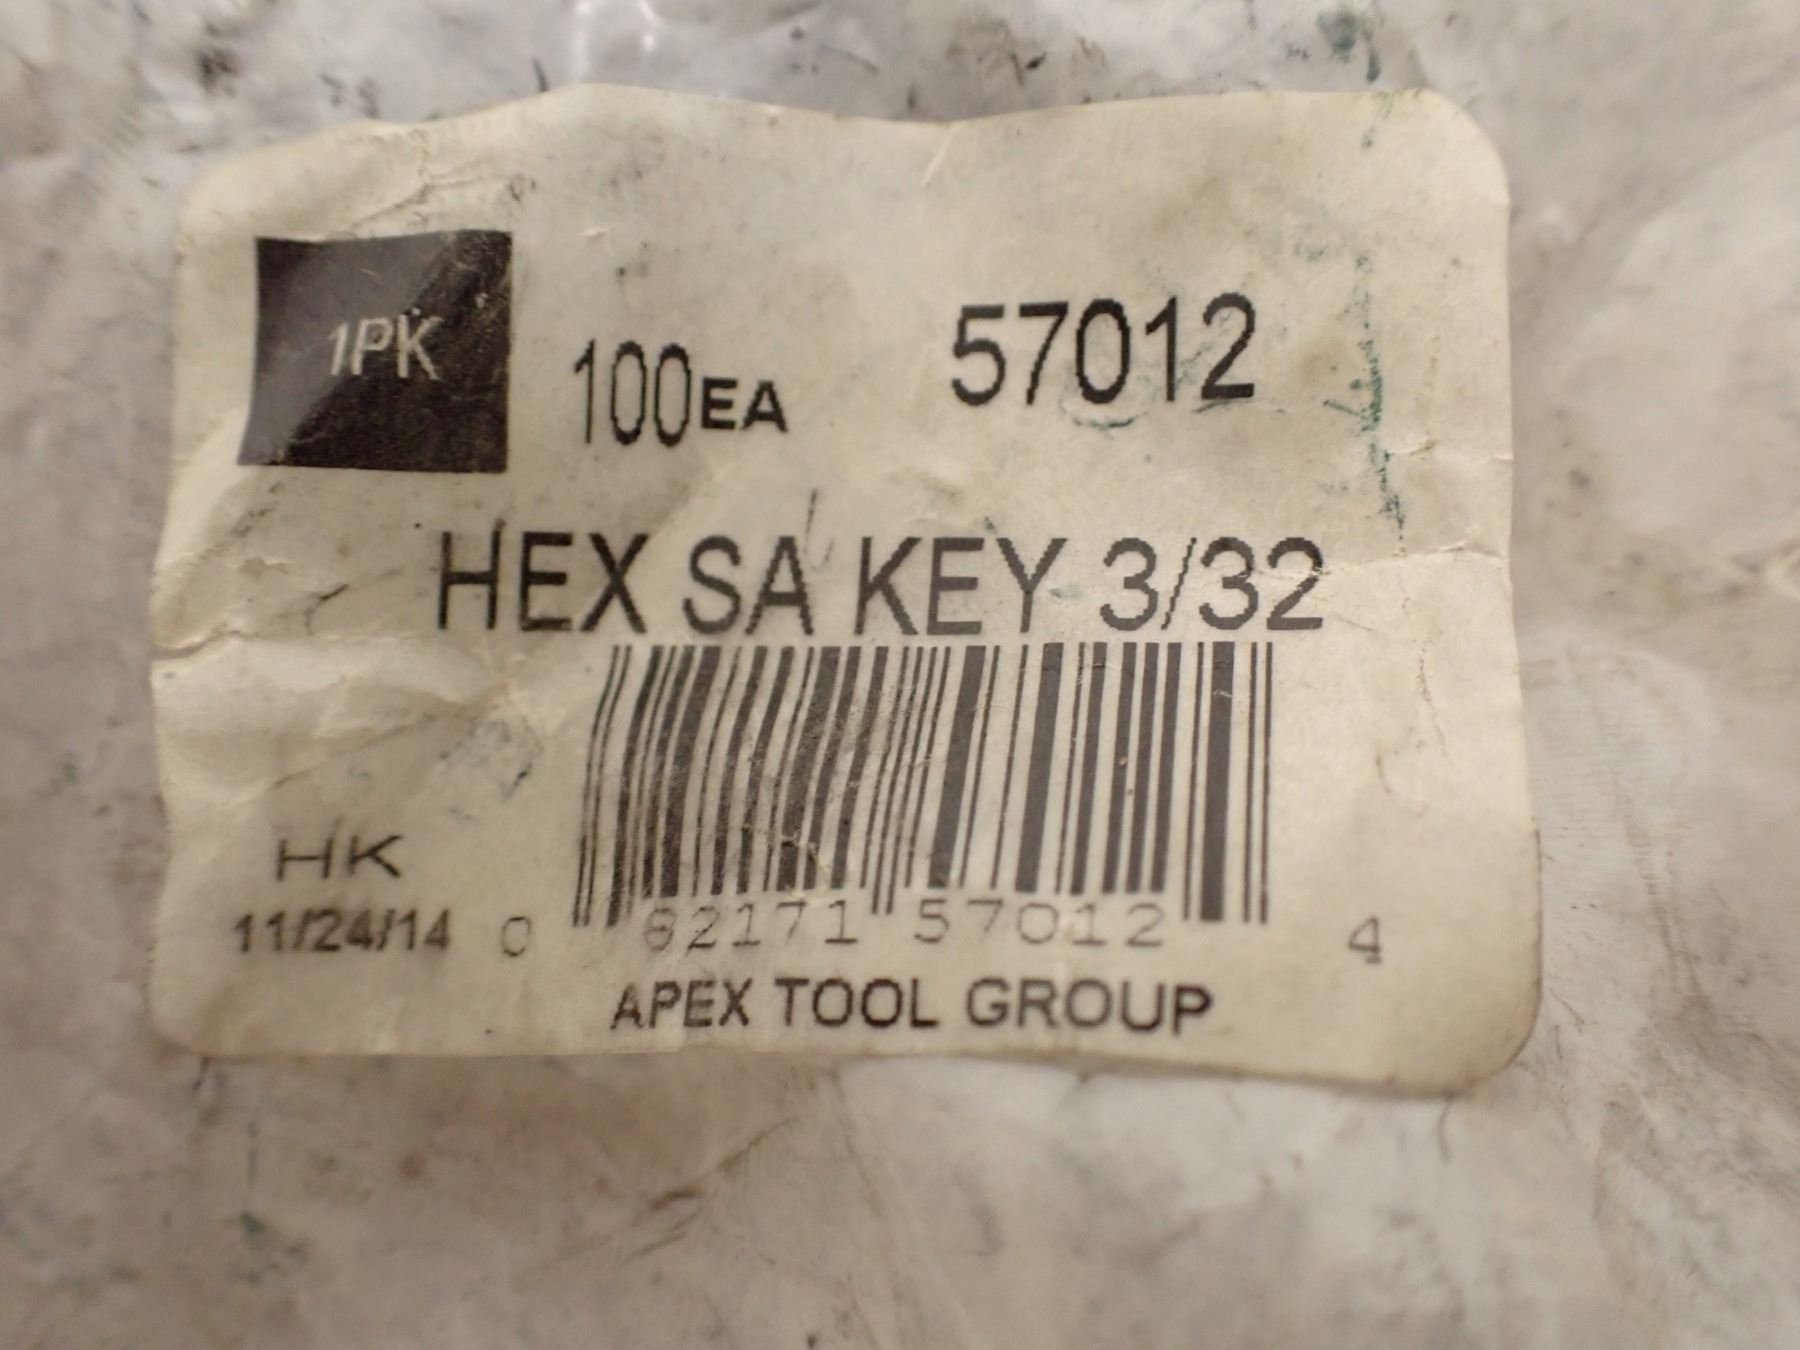 1PK
100EA 57012
HEX SA KEY 3/32
HK
11/24/14
0 82171 57012 4
APEX TOOL GROUP